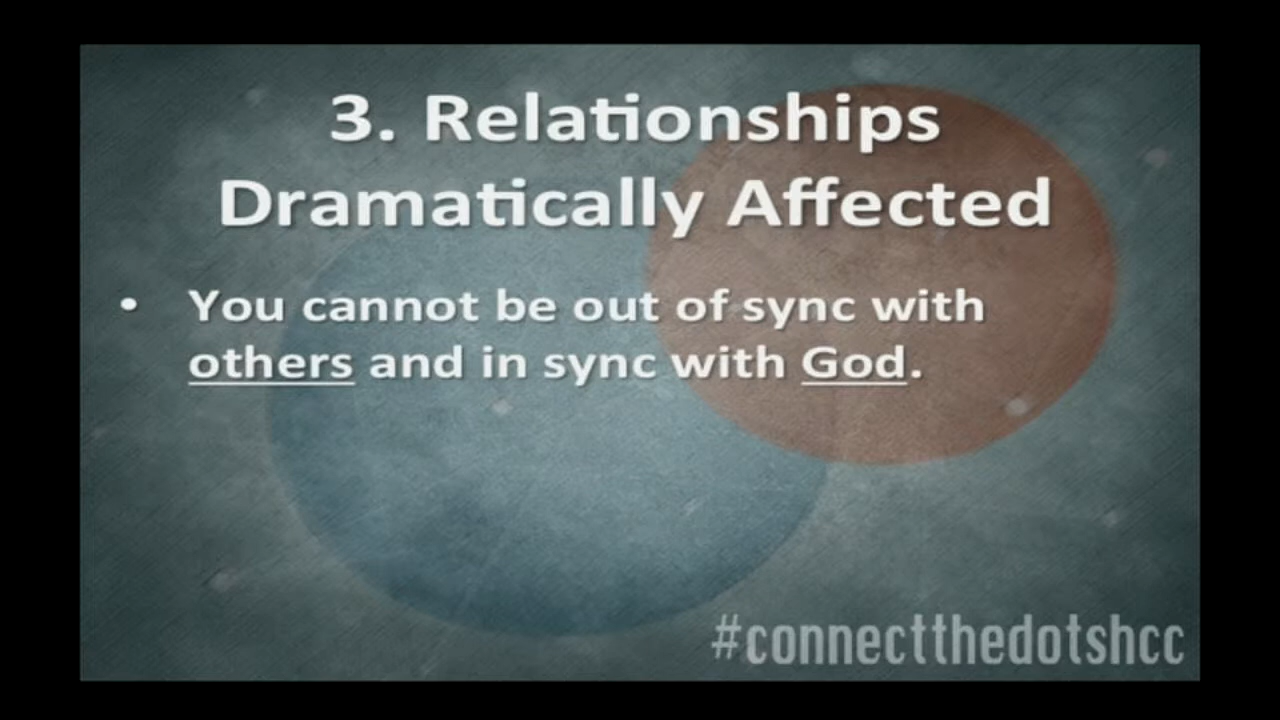 3. Relationships
Dramatically Affected
• You cannot be out of sync with
others and in sync with God.
#connectthedotshcc